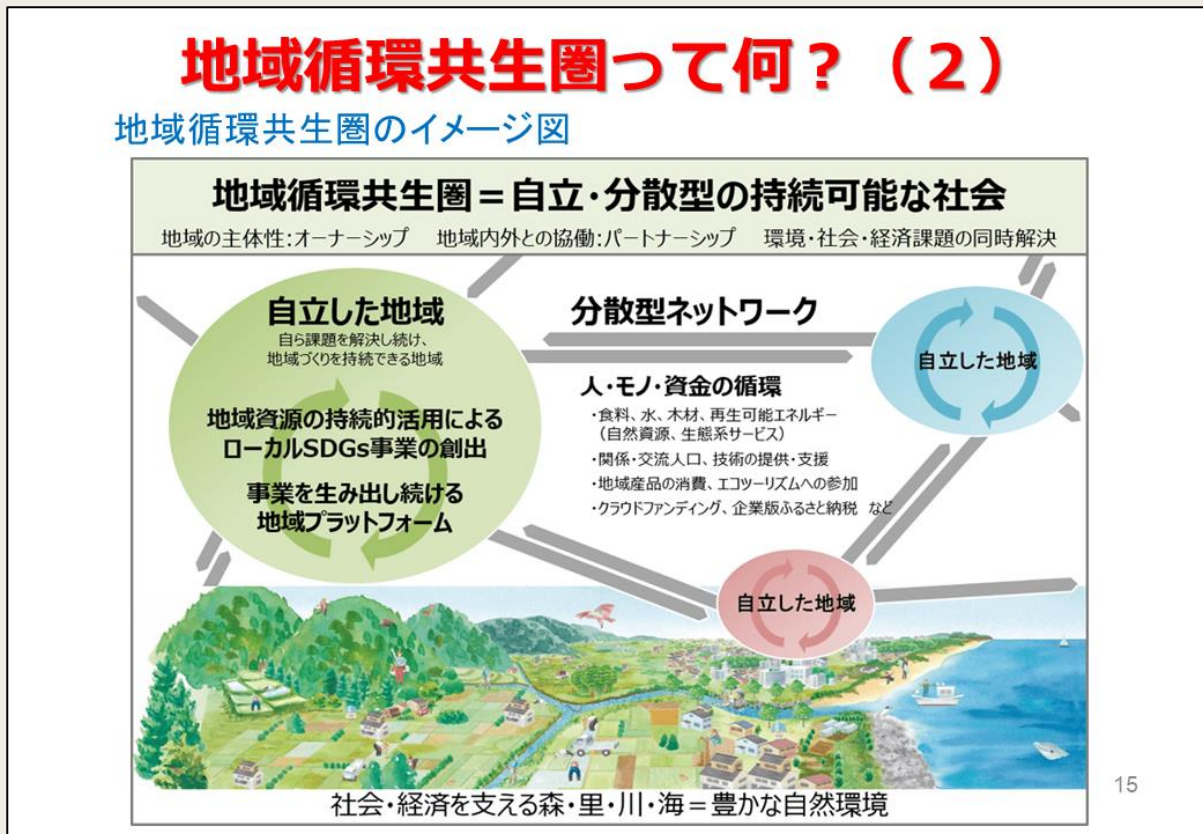 地域循環共生圏って何？（２）
地域循環共生圏のイメージ図
地域循環共生圏＝自立・分散型の持続可能な社会
地域の主体性：オーナーシップ　地域内外との協働：パートナーシップ　環境・社会・経済課題の同時解決
自立した地域
自ら課題を解決し続け、
地域づくりを持続できる地域
地域資源の持続的活用による
ローカルSDGs事業の創出
事業を生み出し続ける
地域プラットフォーム
分散型ネットワーク
人・モノ・資金の循環
・食料、水、木材、再生可能エネルギー
（自然資源、生態系サービス）
・関係・交流人口、技術の提供・支援
・地域産品の消費、エコツーリズムへの参加
・クラウドファンディング、企業版ふるさと納税　など
自立した地域
自立した地域
社会・経済を支える森・里・川・海＝豊かな自然環境
15